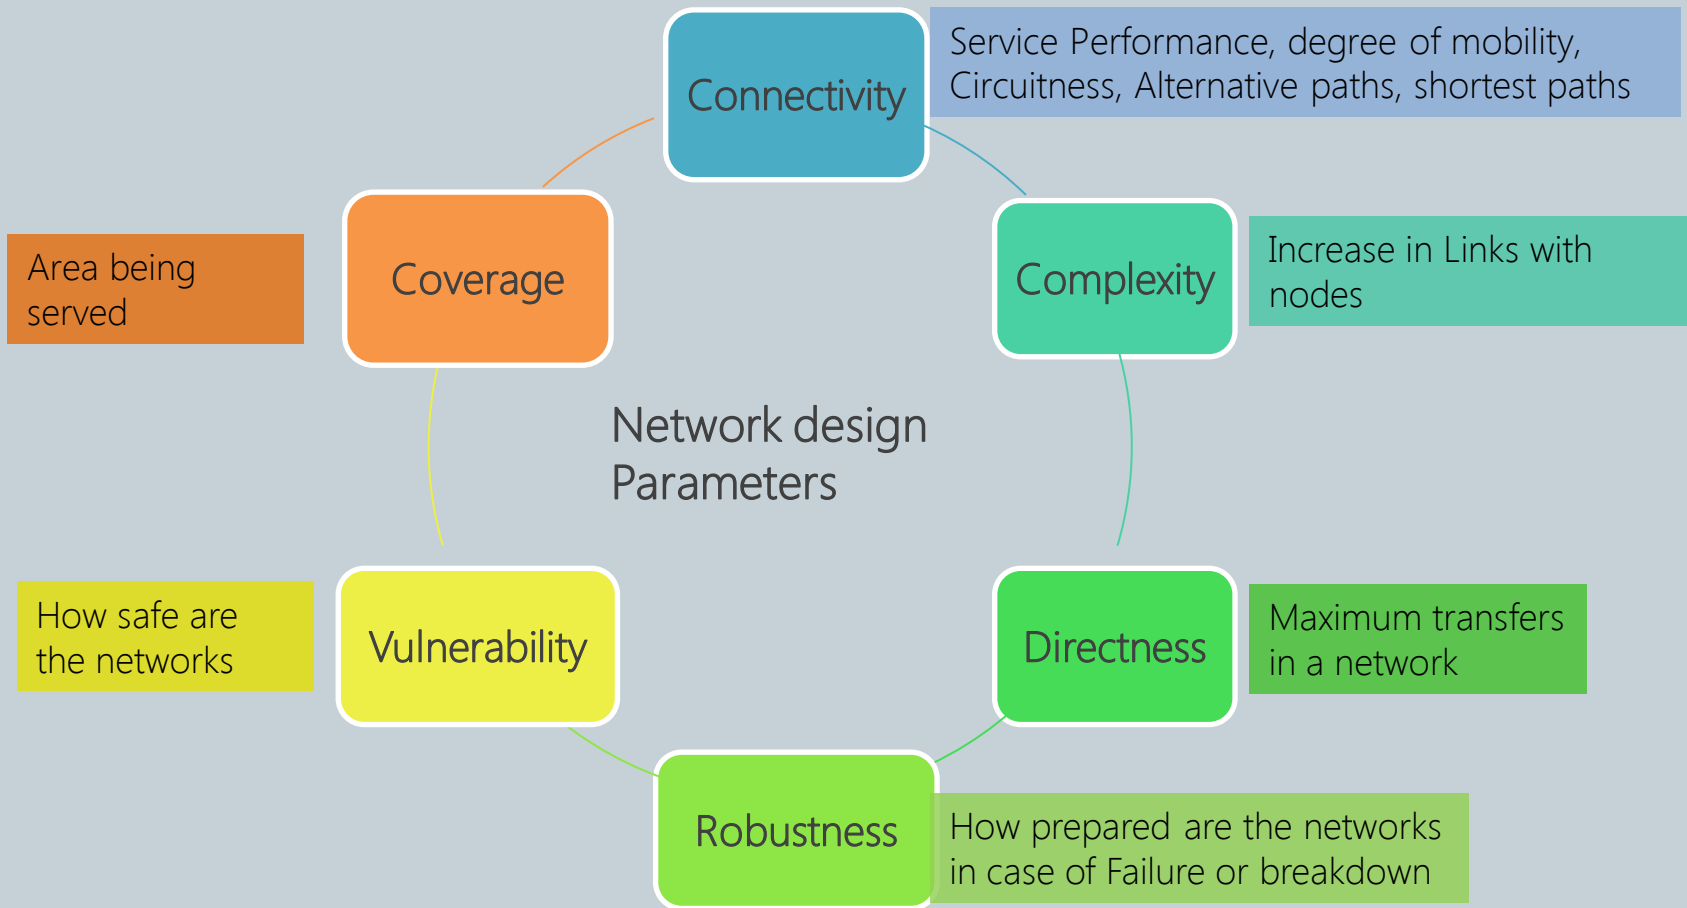 Connectivity
Service Performance, degree of mobility,
Circuitness, Alternative paths, shortest paths
Coverage
Area being
served
Complexity
Increase in Links with
nodes
Network design
Parameters
Vulnerability
How safe are
the networks
Directness
Maximum transfers
in a network
Robustness
How prepared are the networks
in case of Failure or breakdown